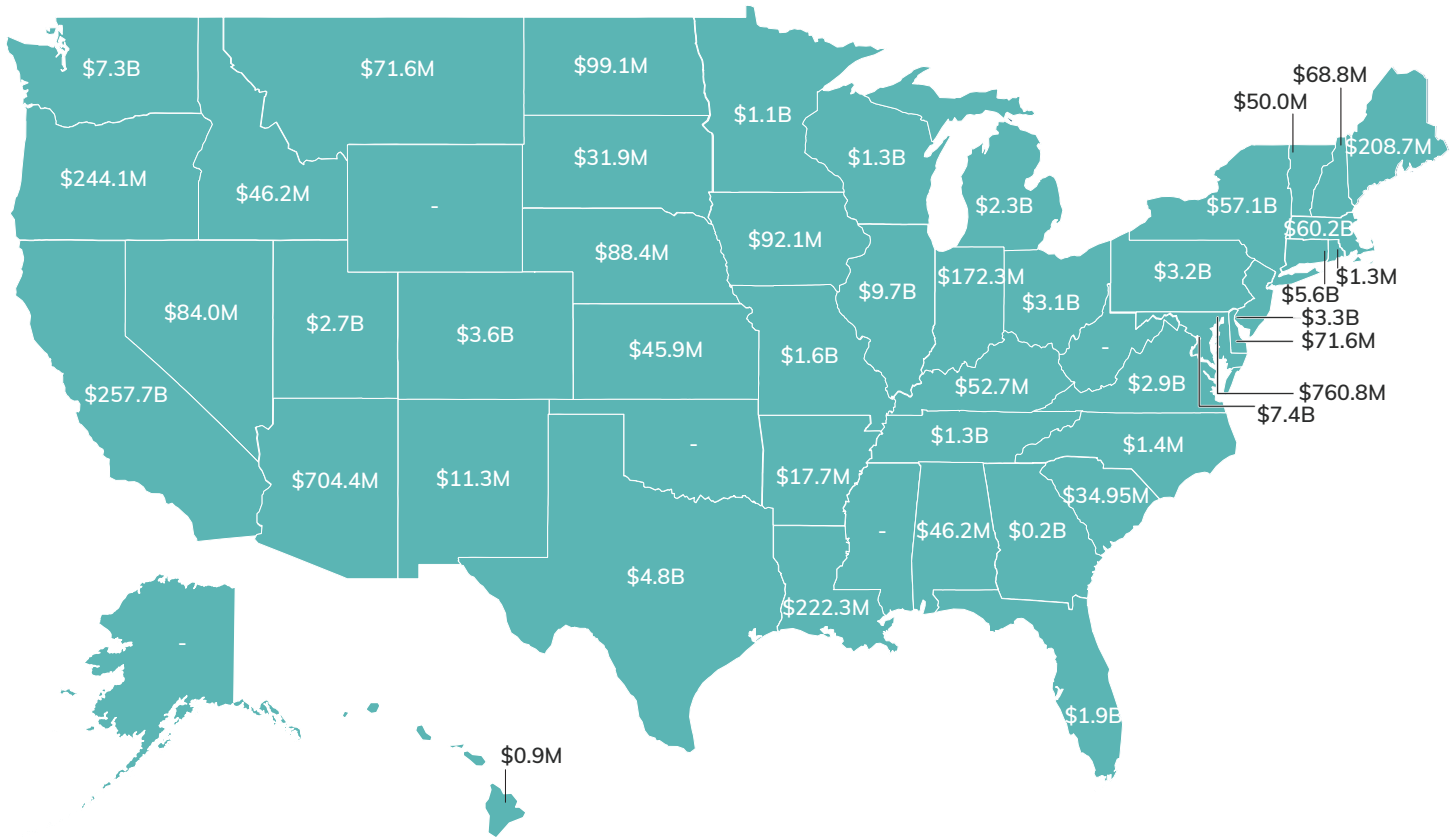 $7.3B
$71.6M
$99.1M
$1.1B
$68.8M
$50.0M
$208.7M
$1.3B
$31.9M
$244.1M
$46.2M
-
$2.3B
$57.1B
$60.2B
$92.1M
$88.4M
$172.3M
$3.2B
$1.3M
$5.6B
$9.7B
$3.1B
$84.0M
$2.7B
$3.6B
$3.3B
$71.6M
$45.9M
$1.6B
-
$257.7B
$52.7M
$2.9B
$760.8M
$7.4B
$1.3B
$1.4M
-
$704.4M
$11.3M
$17.7M
$34.95M
-
$46.2M
$0.2B
$4.8B
$222.3M
-
$1.9B
$0.9M